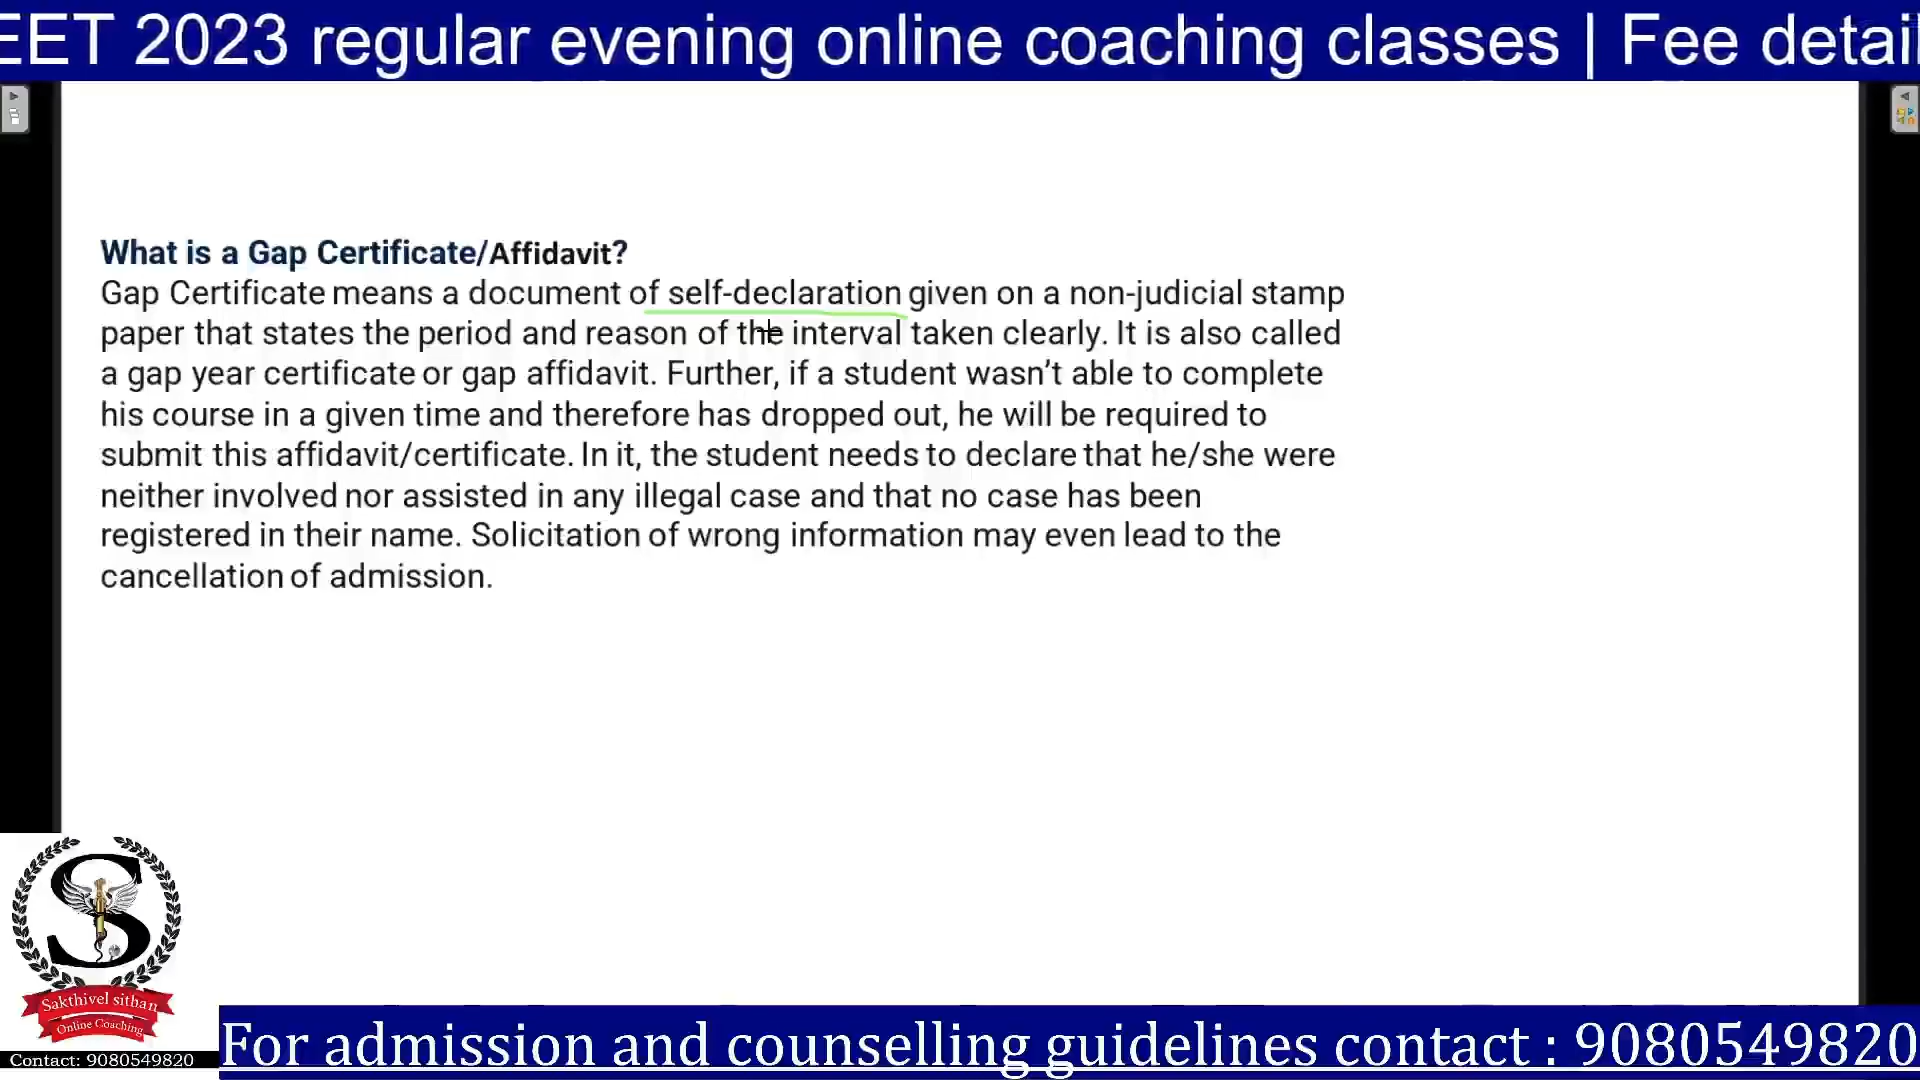 EET 2023 regular evening online coaching classes | Fee detail
What is a Gap Certificate/Affidavit?
Gap Certificate means a document of self-declaration given on a non-judicial stamp
paper that states the period and reason of the interval taken clearly. It is also called
a gap year certificate or gap affidavit. Further, if a student wasn’t able to complete
his course in a given time and therefore has dropped out, he will be required to
submit this affidavit/certificate. In it, the student needs to declare that he/she were
neither involved nor assisted in any illegal case and that no case has been
registered in their name. Solicitation of wrong information may even lead to the
cancellation of admission.
S
Sakthivel sithan
Online Coaching
Contact: 9080549820
For admission and counselling guidelines contact : 9080549820